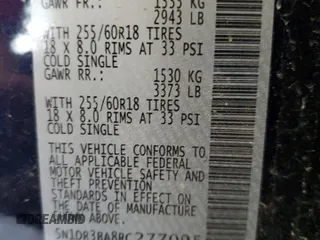 GAWR FR.: 1335 KG
2943 LB
WITH 255/60R18 TIRES
18 X 8.0 RIMS AT 33 PSI
COLD SINGLE
GAWR RR.: 1530 KG
3373 LB
WITH 255/60R18 TIRES
18 X 8.0 RIMS AT 33 PSI
COLD SINGLE
THIS VEHICLE CONFORMS TO
ALL APPLICABLE U.S. FEDERAL
MOTOR VEHICLE SAFETY AND
THEFT PREVENTION
STANDARDS IN EFFECT ON THE
DATE OF MANUFACTURE
DREAMBID